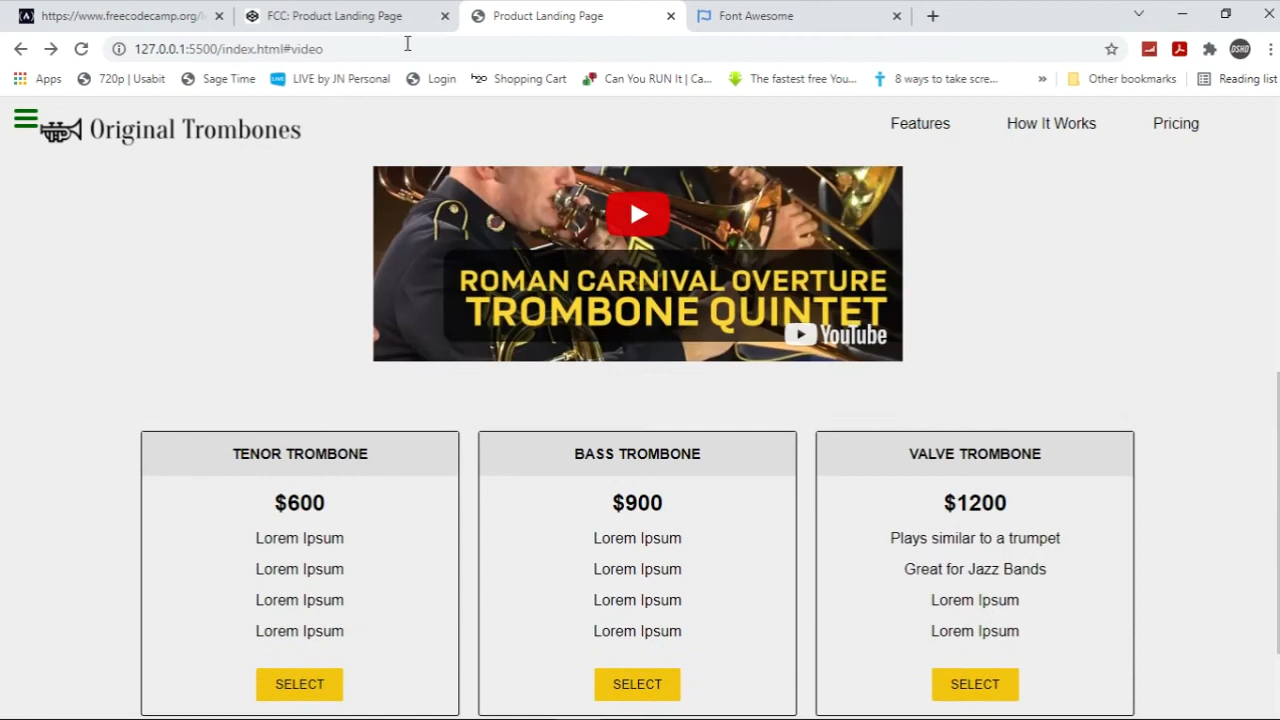 https://www.freecodecamp.org/l
FCC: Product Landing Page
Product Landing Page
Font Awesome
127.0.0.1:5500/index.html#video
OSHO
Apps
720p | Usabit
Sage Time
LIVE by JN Personal
Login
Shopping Cart
Can You RUN It | Ca...
The fastest free You...
8 ways to take scre...
»
Other bookmarks
Reading list
Original Trombones
Features
How It Works
Pricing
ROMAN CARNIVAL OVERTURE
TROMBONE QUINTET
YouTube
TENOR TROMBONE
$600
Lorem Ipsum
Lorem Ipsum
Lorem Ipsum
Lorem Ipsum
SELECT
BASS TROMBONE
$900
Lorem Ipsum
Lorem Ipsum
Lorem Ipsum
Lorem Ipsum
SELECT
VALVE TROMBONE
$1200
Plays similar to a trumpet
Great for Jazz Bands
Lorem Ipsum
Lorem Ipsum
SELECT